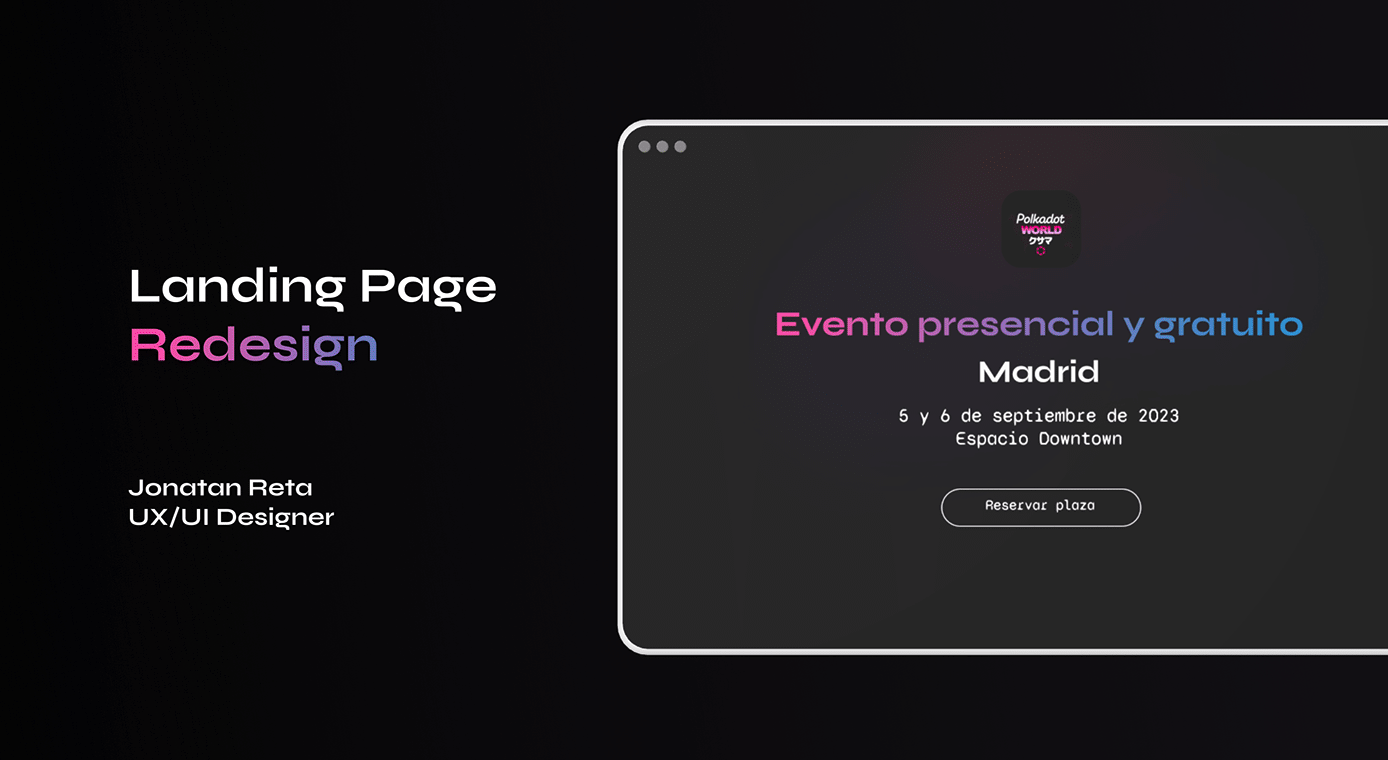 Landing Page
Redesign
Jonatan Reta
UX/UI Designer
Polkadot
WORLD
クサマ
Evento presencial y gratuito
Madrid
5 y 6 de septiembre de 2023
Espacio Downtown
Reservar plaza